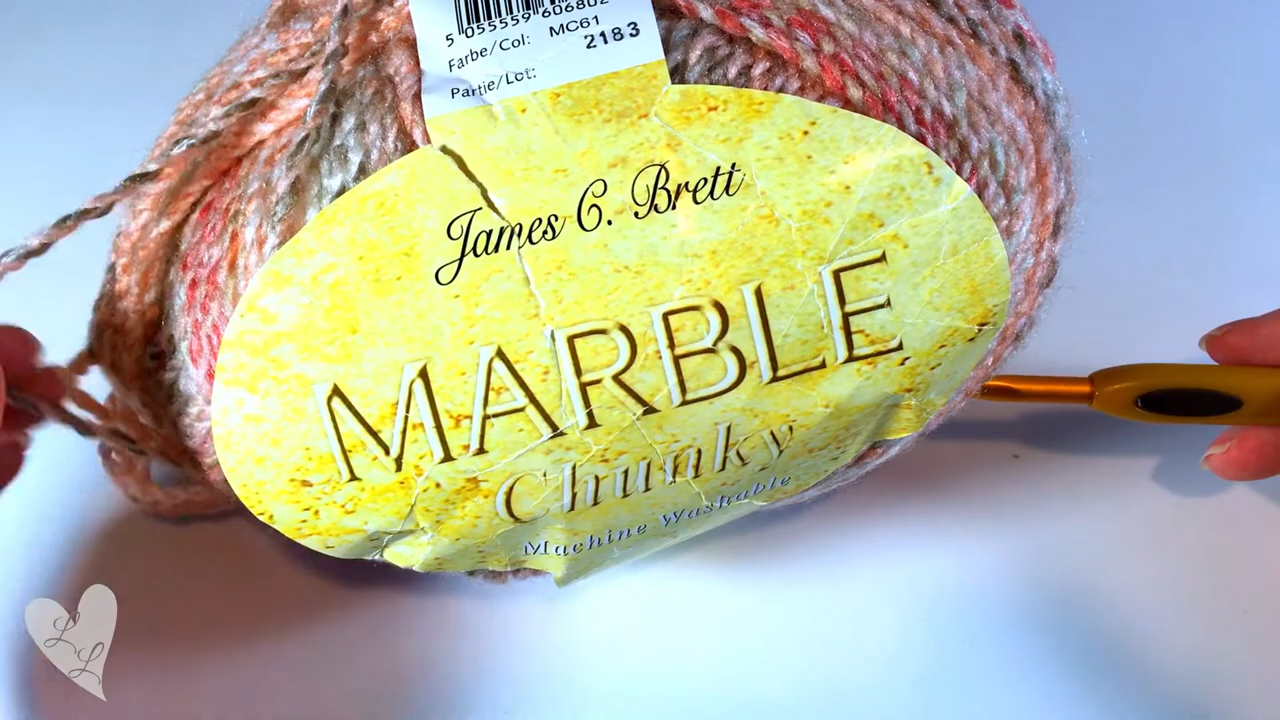 5 055559 606802
Farbe/Col: MC61
2183
Partie/Lot:
James C. Brett
MARBLE
Chunky
Machine Washable
LL